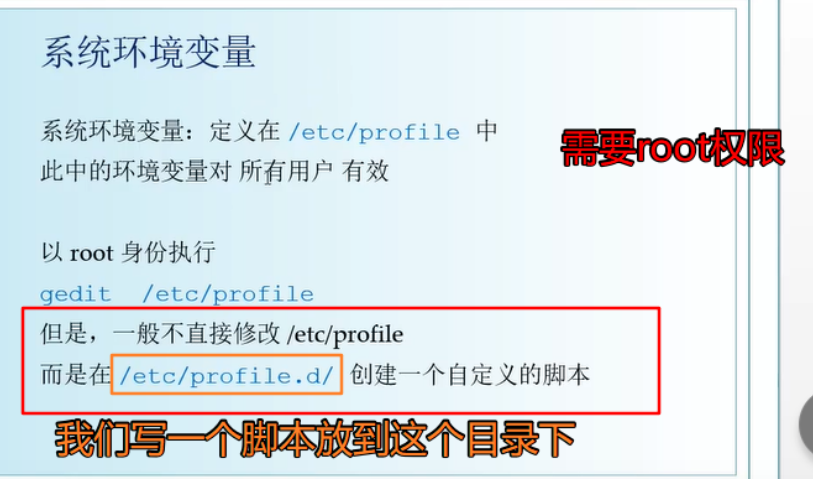 系统环境变量
系统环境变量：定义在 /etc/profile 中
需要root权限
此中的环境变量对 所有用户 有效
以 root 身份执行
gedit /etc/profile
但是，一般不直接修改 /etc/profile
而是在 /etc/profile.d/ 创建一个自定义的脚本
我们写一个脚本放到这个目录下